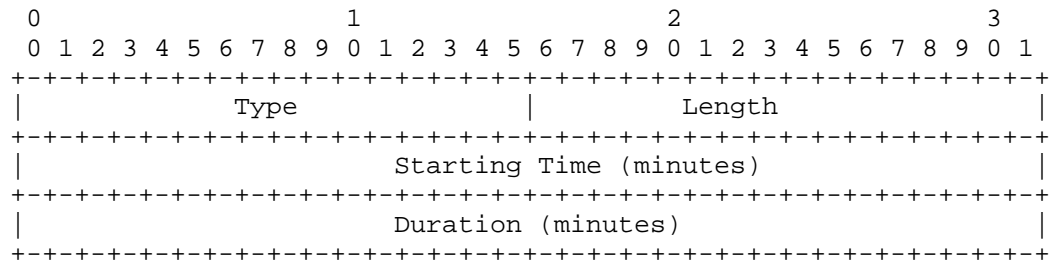 0                   1                   2                   3
 0 1 2 3 4 5 6 7 8 9 0 1 2 3 4 5 6 7 8 9 0 1 2 3 4 5 6 7 8 9 0 1
+-+-+-+-+-+-+-+-+-+-+-+-+-+-+-+-+-+-+-+-+-+-+-+-+-+-+-+-+-+-+-+-+
|             Type              |         Length                |
+-+-+-+-+-+-+-+-+-+-+-+-+-+-+-+-+-+-+-+-+-+-+-+-+-+-+-+-+-+-+-+-+
|                       Starting Time (minutes)                 |
+-+-+-+-+-+-+-+-+-+-+-+-+-+-+-+-+-+-+-+-+-+-+-+-+-+-+-+-+-+-+-+-+
|                       Duration (minutes)                      |
+-+-+-+-+-+-+-+-+-+-+-+-+-+-+-+-+-+-+-+-+-+-+-+-+-+-+-+-+-+-+-+-+